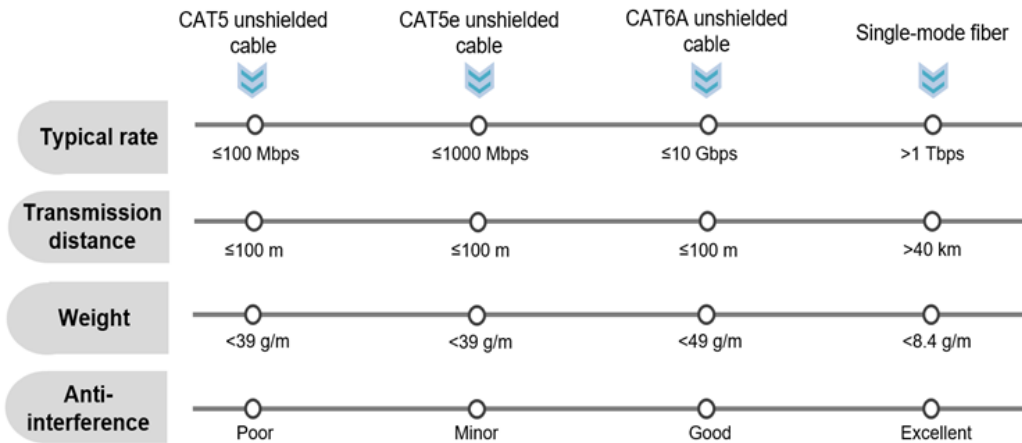 CAT5 unshielded
cable
CAT5e unshielded
cable
CAT6A unshielded
cable
Single-mode fiber
Typical rate
≤100 Mbps
≤1000 Mbps
≤10 Gbps
>1 Tbps
Transmission
distance
≤100 m
≤100 m
≤100 m
>40 km
Weight
<39 g/m
<39 g/m
<49 g/m
<8.4 g/m
Anti-
interference
Poor
Minor
Good
Excellent